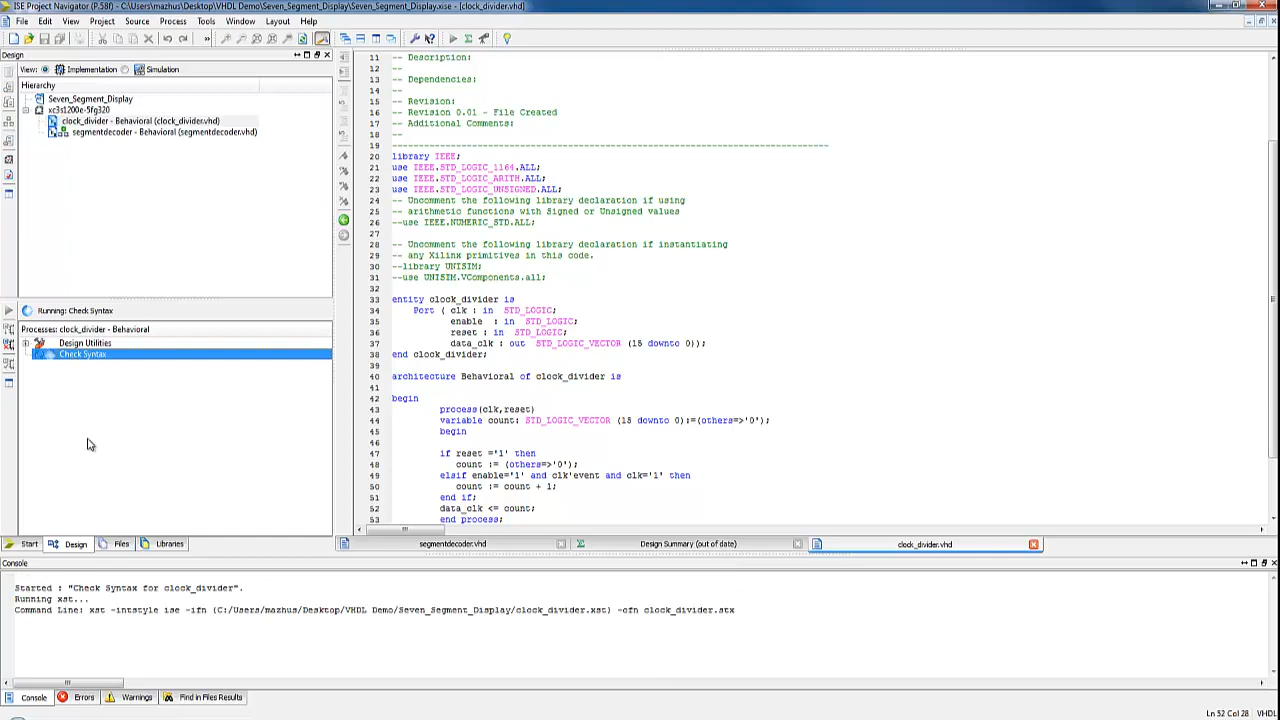 ISE Project Navigator (P.58f) - C:\Users\mazhus\Desktop\VHDL Demo\Seven_Segment_Display\Seven_Segment_Display.xise - [clock_divider.vhd]
File Edit View Project Source Process Tools Window Layout Help
Design
View: Implementation Simulation
Hierarchy
Seven_Segment_Display
xc3s1200e-5fg320
clock_divider - Behavioral (clock_divider.vhd)
segmentdecoder - Behavioral (segmentdecoder.vhd)
Running: Check Syntax
Processes: clock_divider - Behavioral
Design Utilities
Check Syntax
Start Design Files Libraries
11 -- Description:
12 --
13 -- Dependencies:
14 --
15 -- Revision:
16 -- Revision 0.01 - File Created
17 -- Additional Comments:
18 --
19 ----------------------------------------------------------------------------------
20 library IEEE;
21 use IEEE.STD_LOGIC_1164.ALL;
22 use IEEE.STD_LOGIC_ARITH.ALL;
23 use IEEE.STD_LOGIC_UNSIGNED.ALL;
24 -- Uncomment the following library declaration if using
25 -- arithmetic functions with Signed or Unsigned values
26 --use IEEE.NUMERIC_STD.ALL;
27
28 -- Uncomment the following library declaration if instantiating
29 -- any Xilinx primitives in this code.
30 --library UNISIM;
31 --use UNISIM.VComponents.all;
32
33 entity clock_divider is
34 Port ( clk : in STD_LOGIC;
35 enable : in STD_LOGIC;
36 reset : in STD_LOGIC;
37 data_clk : out STD_LOGIC_VECTOR (15 downto 0));
38 end clock_divider;
39
40 architecture Behavioral of clock_divider is
41
42 begin
43 process(clk,reset)
44 variable count: STD_LOGIC_VECTOR (15 downto 0):=(others=>'0');
45 begin
46
47 if reset ='1' then
48 count := (others=>'0');
49 elsif enable='1' and clk'event and clk='1' then
50 count := count + 1;
51 end if;
52 data_clk <= count;
53 end process;
segmentdecoder.vhd Design Summary (out of date) clock_divider.vhd
Console
Started : "Check Syntax for clock_divider".
Running xst...
Command Line: xst -intstyle ise -ifn {C:/Users/mazhus/Desktop/VHDL Demo/Seven_Segment_Display/clock_divider.xst} -ofn clock_divider.stx
Console Errors Warnings Find in Files Results
Ln 52 Col 28 VHDL